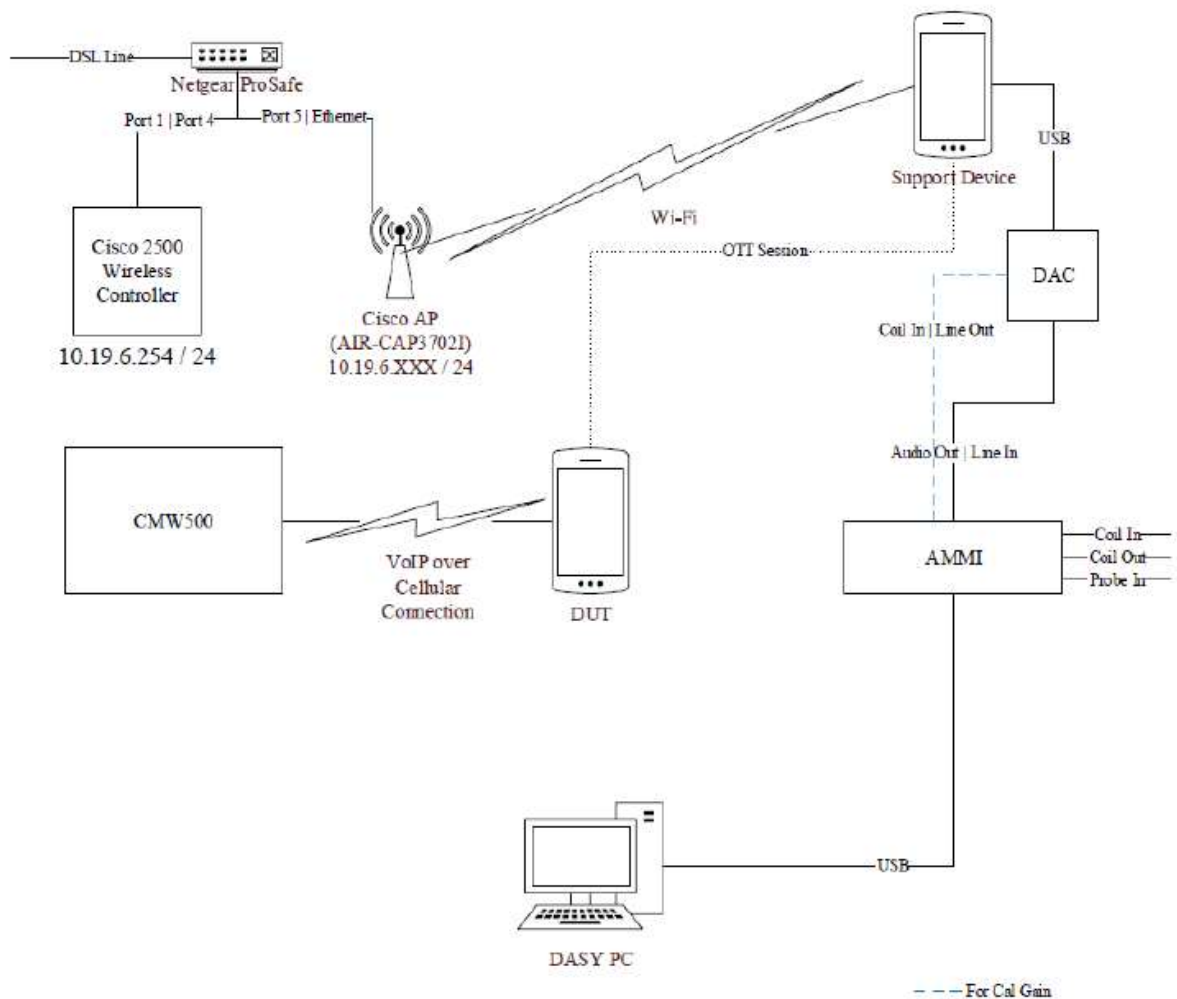 DSL Line
Netgear ProSafe
Port 1 | Port 4
Port 5 | Ethernet
USB
Support Device
Wi-Fi
Cisco 2500
Wireless
Controller
OTT Session
DAC
Cisco AP
(AIR-CAP3702I)
10.19.6.XXX / 24
10.19.6.254 / 24
Coil In | Line Out
Audio Out | Line In
CMW500
VoIP over
Cellular
Connection
DUT
AMMI
Coil In
Coil Out
Probe In
USB
DASY PC
For Cal Gain